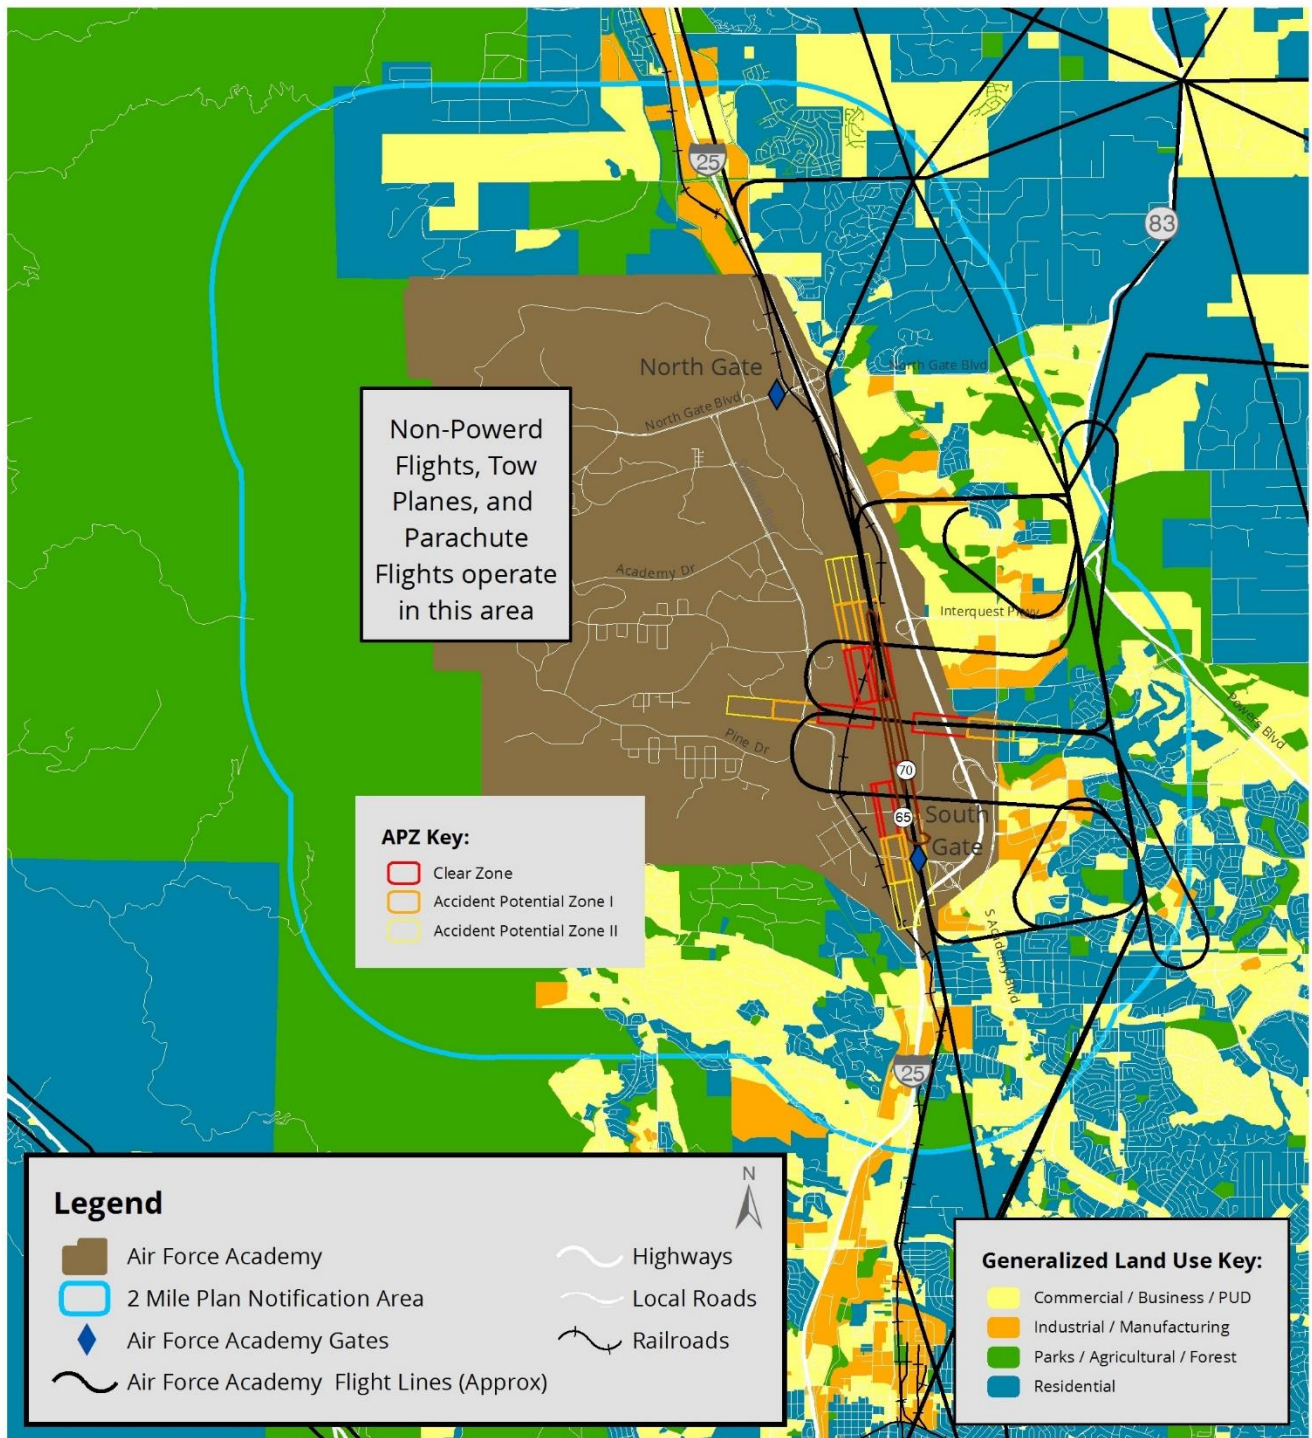 25
83
North Gate
North Gate Blvd
North Gate Blvd
Non-Powerd
Flights, Tow
Planes, and
Parachute
Flights operate
in this area
Academy Dr
Interquest Pkwy
Powers Blvd
Pine Dr
70
65
South
Gate
APZ Key:
Clear Zone
Accident Potential Zone I
Accident Potential Zone II
S Academy Blvd
25
N
Legend
Air Force Academy
2 Mile Plan Notification Area
Air Force Academy Gates
Air Force Academy Flight Lines (Approx)
Highways
Local Roads
Railroads
Generalized Land Use Key:
Commercial / Business / PUD
Industrial / Manufacturing
Parks / Agricultural / Forest
Residential